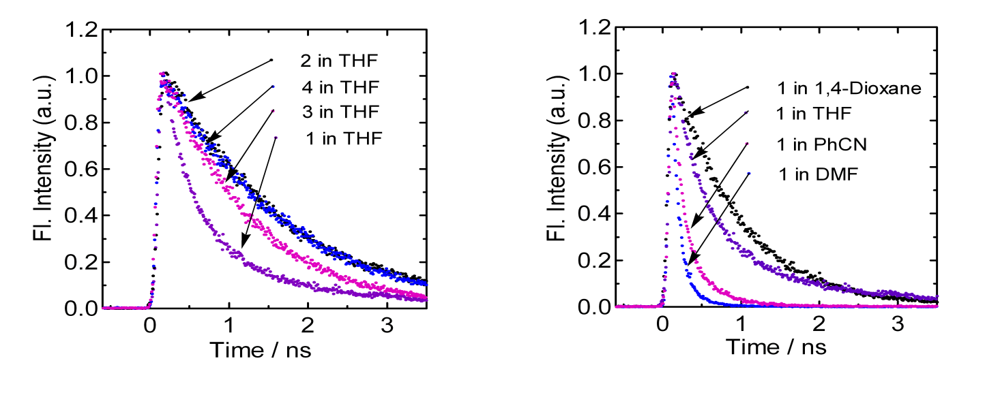 1.2
1.0
0.8
0.6
0.4
0.2
0.0
Fl. Intensity (a.u.)
2 in THF
4 in THF
3 in THF
1 in THF
0 1 2 3
Time / ns
1.2
1.0
0.8
0.6
0.4
0.2
0.0
Fl. Intensity (a.u.)
1 in 1,4-Dioxane
1 in THF
1 in PhCN
1 in DMF
0 1 2 3
Time / ns